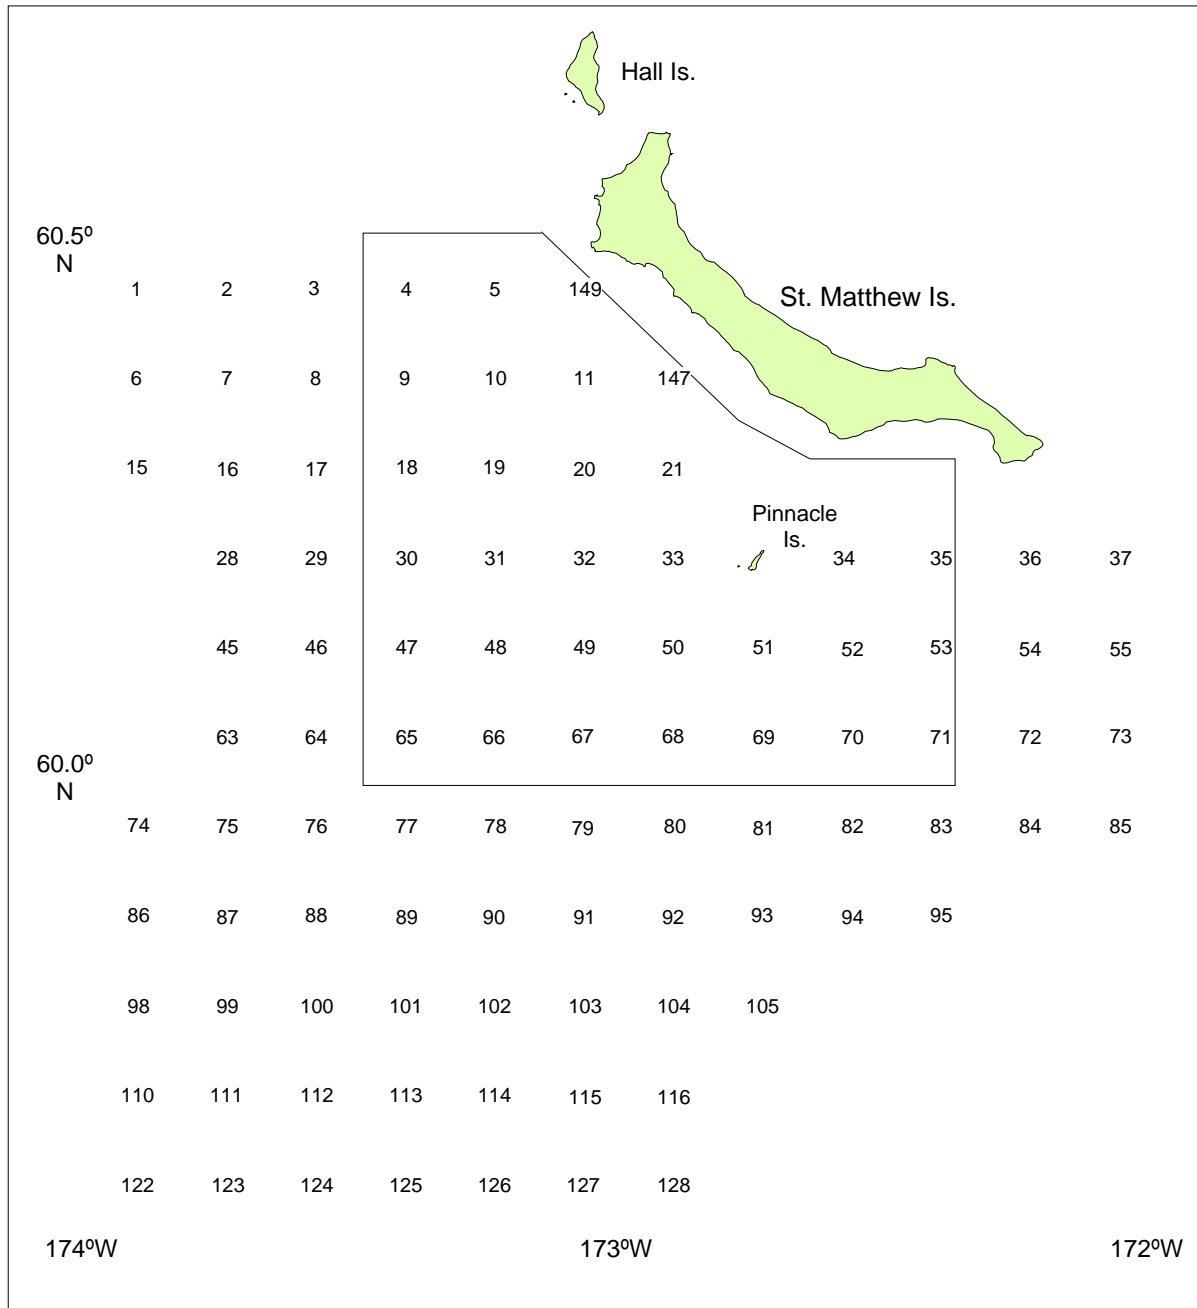 Hall Is.
60.5º
N
St. Matthew Is.
1 2 3 4 5 149
6 7 8 9 10 11 147
15 16 17 18 19 20 21
Pinnacle
Is.
28 29 30 31 32 33 34 35 36 37
45 46 47 48 49 50 51 52 53 54 55
63 64 65 66 67 68 69 70 71 72 73
60.0º
N
74 75 76 77 78 79 80 81 82 83 84 85
86 87 88 89 90 91 92 93 94 95
98 99 100 101 102 103 104 105
110 111 112 113 114 115 116
122 123 124 125 126 127 128
174ºW 173ºW 172ºW